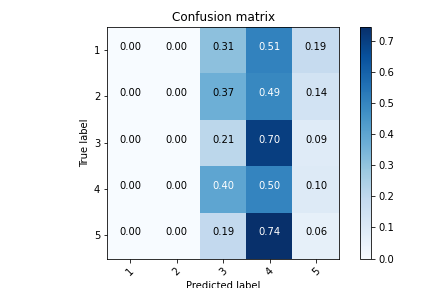 Confusion matrix
1 0.00 0.00 0.31 0.51 0.19
2 0.00 0.00 0.37 0.49 0.14
3 0.00 0.00 0.21 0.70 0.09
4 0.00 0.00 0.40 0.50 0.10
5 0.00 0.00 0.19 0.74 0.06
1 2 3 4 5
True label
Predicted label
0.7
0.6
0.5
0.4
0.3
0.2
0.1
0.0